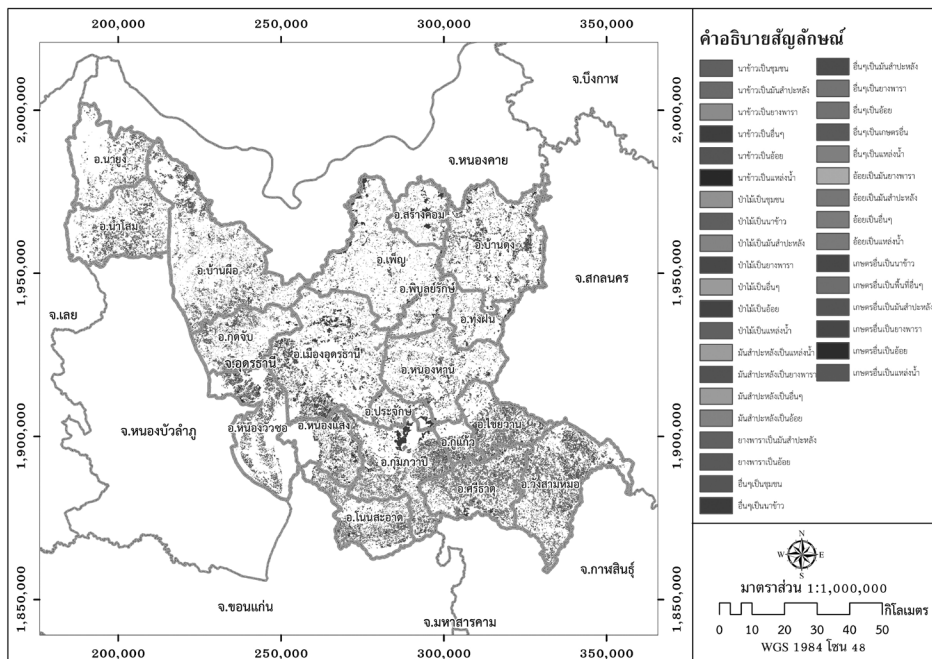 200,000 250,000 300,000 350,000
2,000,000
1,950,000
1,900,000
1,850,000
จ.บึงกาฬ
จ.หนองคาย
อ.นายูง
อ.สร้างคอม
อ.น้ำโสม
อ.บ้านดุง
อ.บ้านผือ
อ.เพ็ญ
จ.สกลนคร
อ.พิบูลย์รักษ์
จ.เลย
อ.ทุ่งฝน
อ.กุดจับ
อ.เมืองอุดรธานี
จ.อุดรธานี
อ.หนองหาน
อ.ประจักษ์
จ.หนองบัวลำภู
อ.หนองวัวซอ
อ.หนองแสง
อ.ไชยวาน
อ.กู่แก้ว
อ.กุมภวาปี
อ.ศรีธาตุ
อ.วังสามหมอ
อ.โนนสะอาด
จ.กาฬสินธุ์
จ.ขอนแก่น
จ.มหาสารคาม
2,000,000
1,950,000
1,900,000
1,850,000
200,000 250,000 300,000 350,000
คำอธิบายสัญลักษณ์
นาข้าวเป็นชุมชน
นาข้าวเป็นมันสำปะหลัง
นาข้าวเป็นยางพารา
นาข้าวเป็นอื่นๆ
นาข้าวเป็นอ้อย
นาข้าวเป็นแหล่งน้ำ
ป่าไม้เป็นชุมชน
ป่าไม้เป็นนาข้าว
ป่าไม้เป็นมันสำปะหลัง
ป่าไม้เป็นยางพารา
ป่าไม้เป็นอื่นๆ
ป่าไม้เป็นอ้อย
ป่าไม้เป็นแหล่งน้ำ
มันสำปะหลังเป็นแหล่งน้ำ
มันสำปะหลังเป็นยางพารา
มันสำปะหลังเป็นอื่นๆ
มันสำปะหลังเป็นอ้อย
ยางพาราเป็นมันสำปะหลัง
ยางพาราเป็นอ้อย
อื่นๆเป็นชุมชน
อื่นๆเป็นนาข้าว
อื่นๆเป็นมันสำปะหลัง
อื่นๆเป็นยางพารา
อื่นๆเป็นอ้อย
อื่นๆเป็นเกษตรอื่น
อื่นๆเป็นแหล่งน้ำ
อ้อยเป็นมันยางพารา
อ้อยเป็นมันสำปะหลัง
อ้อยเป็นอื่นๆ
อ้อยเป็นแหล่งน้ำ
เกษตรอื่นเป็นนาข้าว
เกษตรอื่นเป็นพื้นที่อื่นๆ
เกษตรอื่นเป็นมันสำปะหลัง
เกษตรอื่นเป็นยางพารา
เกษตรอื่นเป็นอ้อย
เกษตรอื่นเป็นแหล่งน้ำ
N
W E
S
มาตราส่วน 1:1,000,000
กิโลเมตร
0 5 10 20 30 40 50
WGS 1984 โซน 48